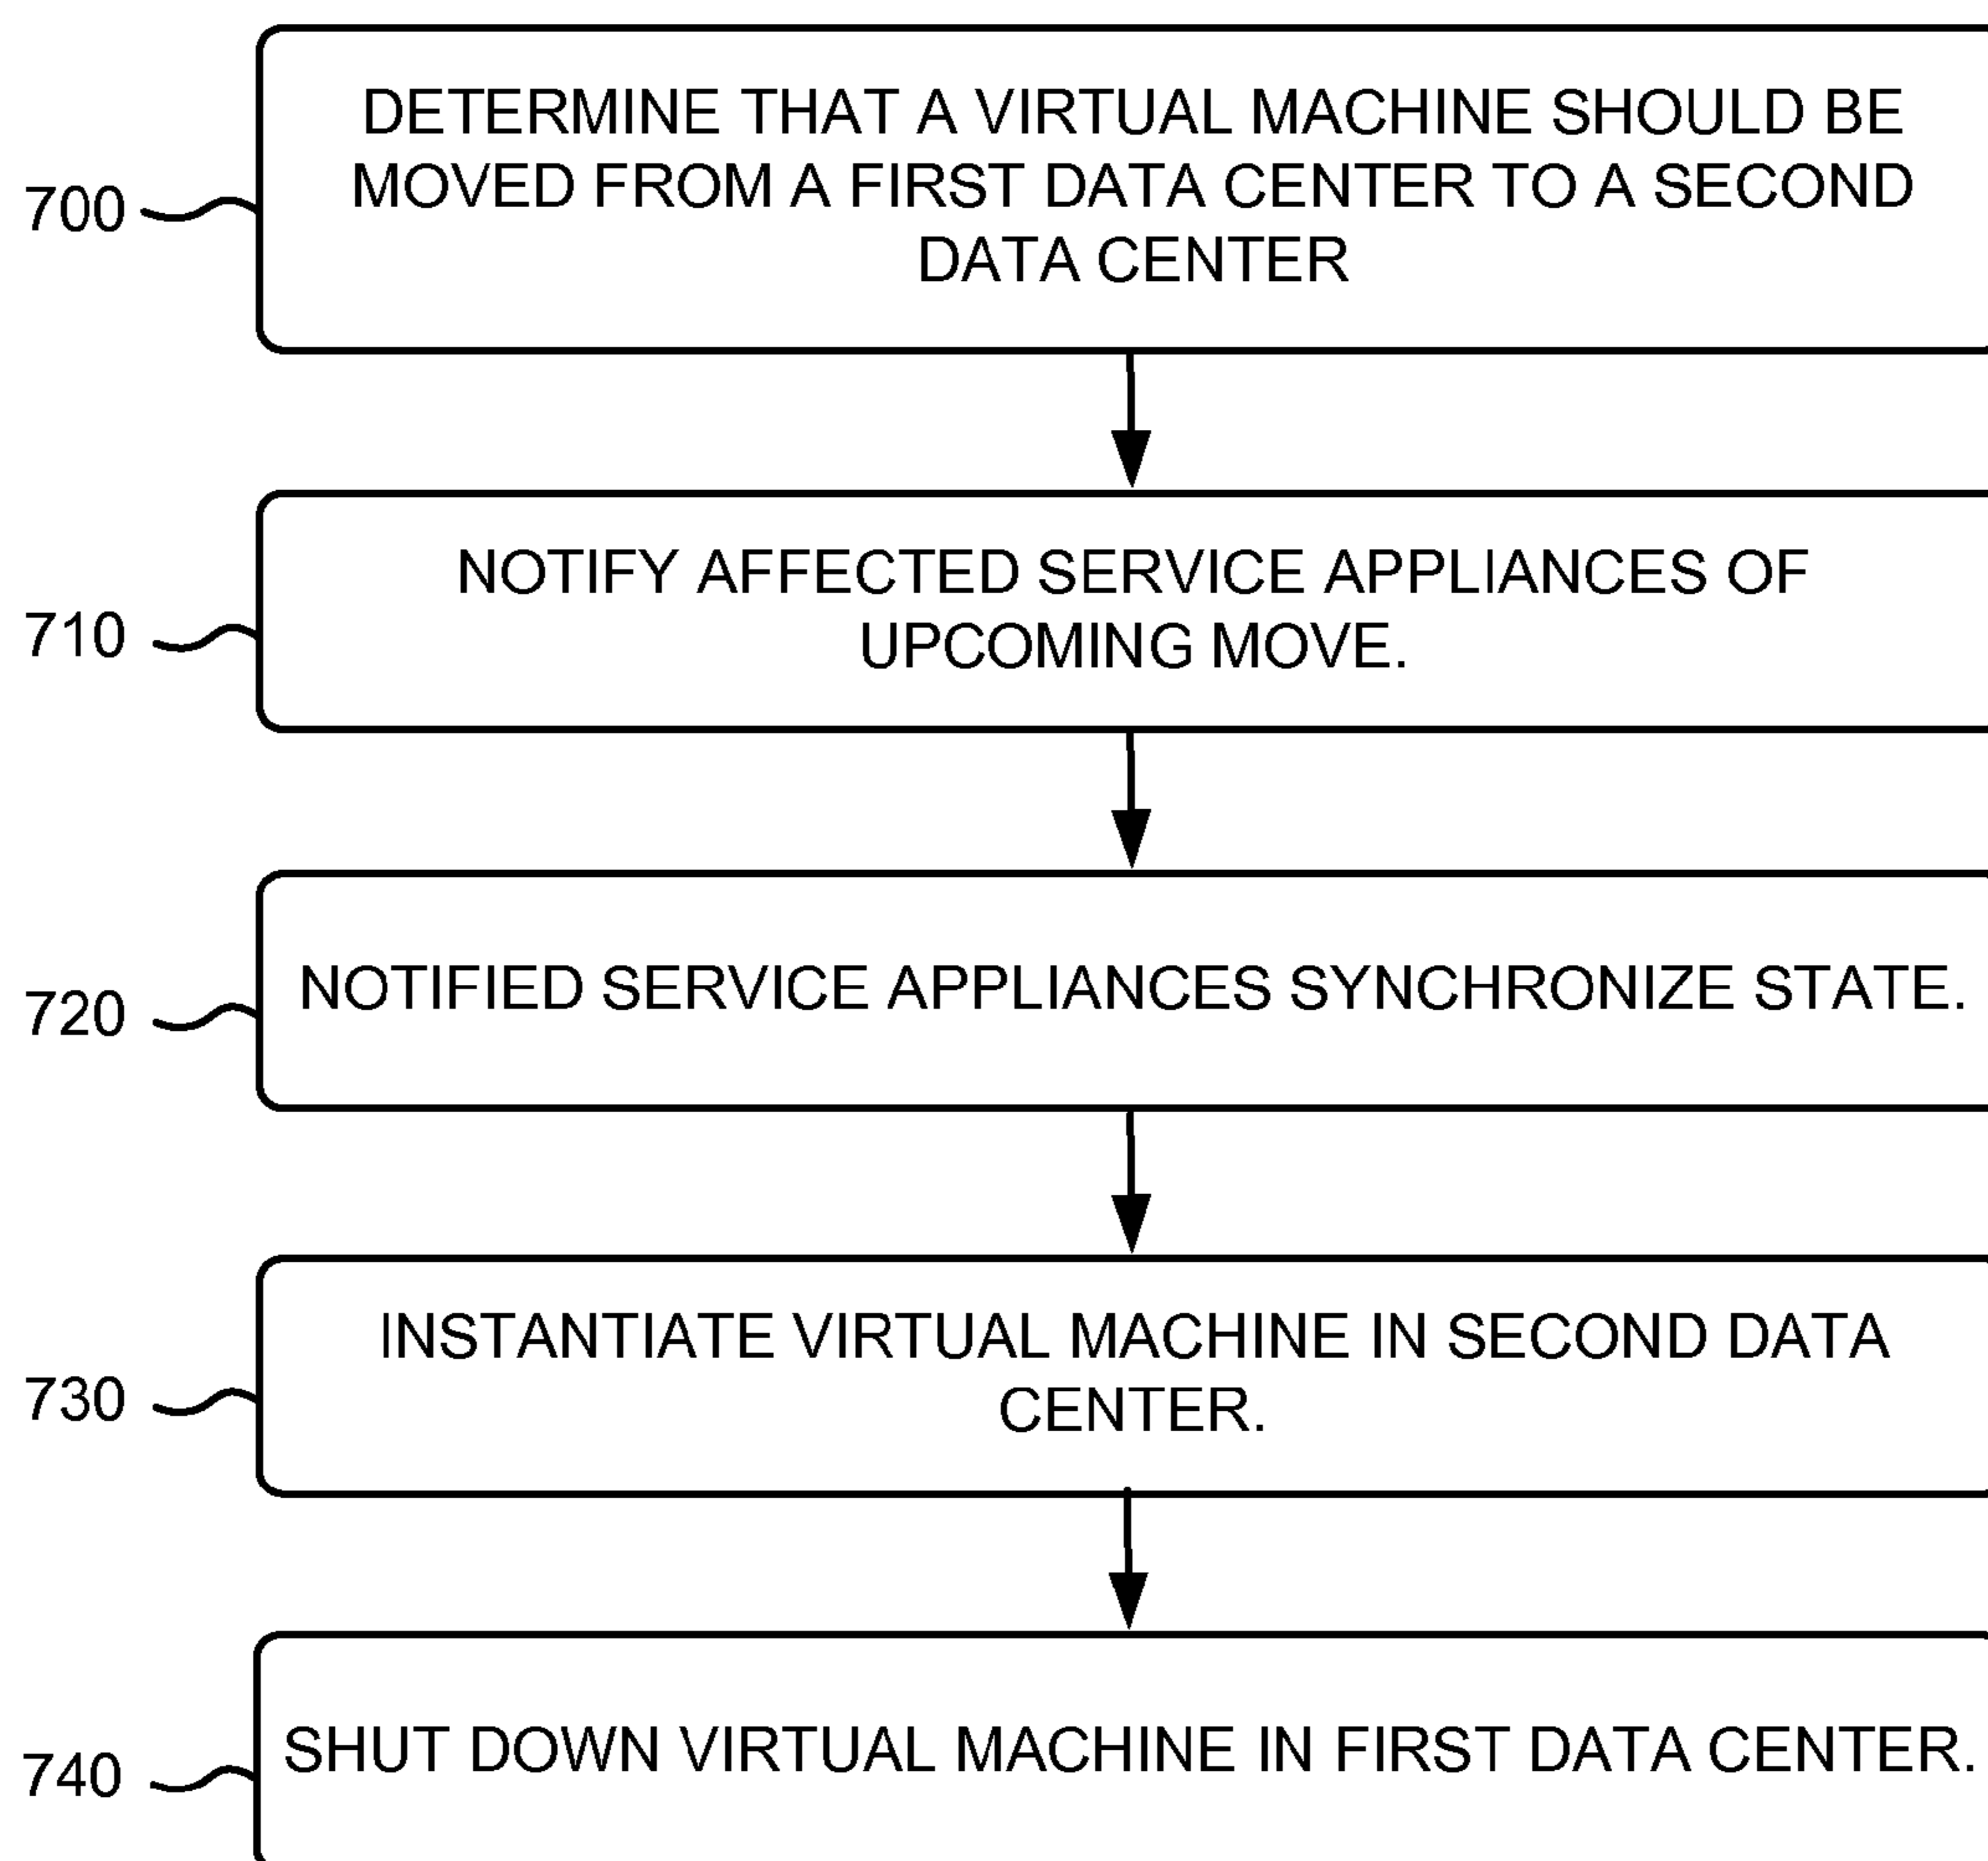 700
DETERMINE THAT A VIRTUAL MACHINE SHOULD BE
MOVED FROM A FIRST DATA CENTER TO A SECOND
DATA CENTER
710
NOTIFY AFFECTED SERVICE APPLIANCES OF
UPCOMING MOVE.
720
NOTIFIED SERVICE APPLIANCES SYNCHRONIZE STATE.
730
INSTANTIATE VIRTUAL MACHINE IN SECOND DATA
CENTER.
740
SHUT DOWN VIRTUAL MACHINE IN FIRST DATA CENTER.